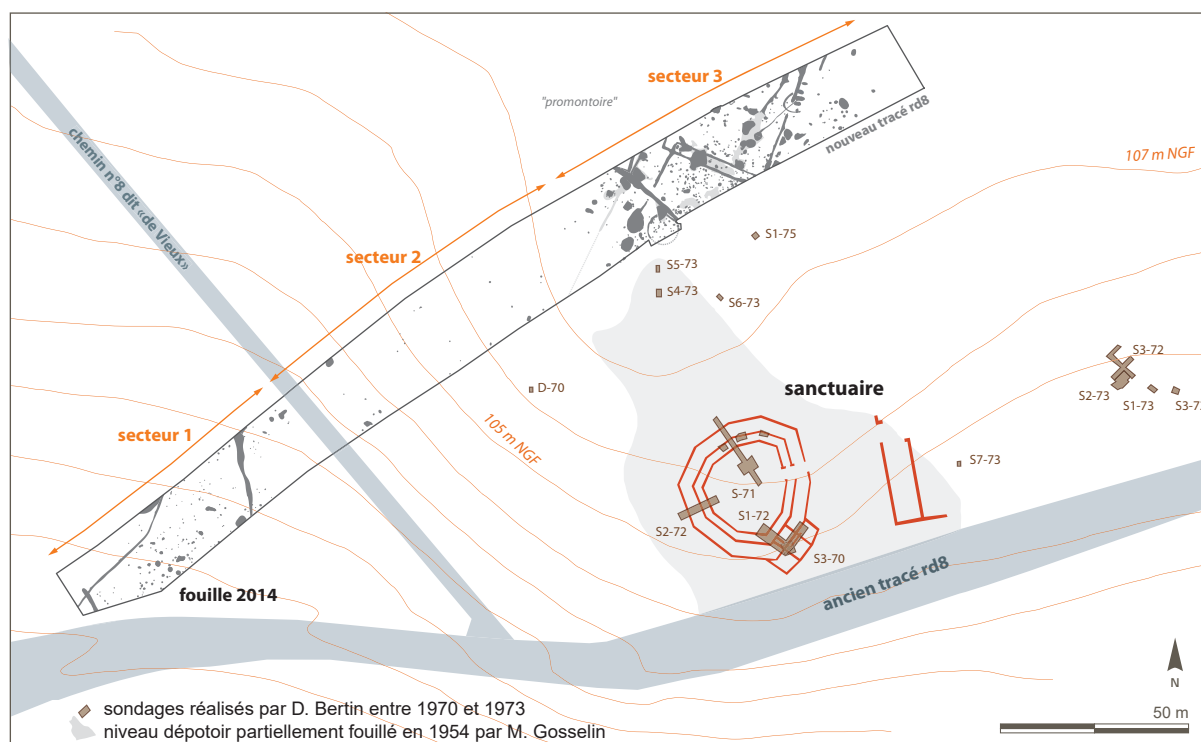 secteur 3
"promontoire"
nouveau tracé rd8
107 m NGF
chemin n°8 dit «de Vieux»
secteur 2
S1-75
S5-73
S4-73
S6-73
S3-72
D-70
sanctuaire
S2-73
S1-73
S3-73
secteur 1
105 m NGF
S7-73
S-71
S1-72
S2-72
S3-70
fouille 2014
ancien tracé rd8
N
sondages réalisés par D. Bertin entre 1970 et 1973
niveau dépotoir partiellement fouillé en 1954 par M. Gosselin
50 m